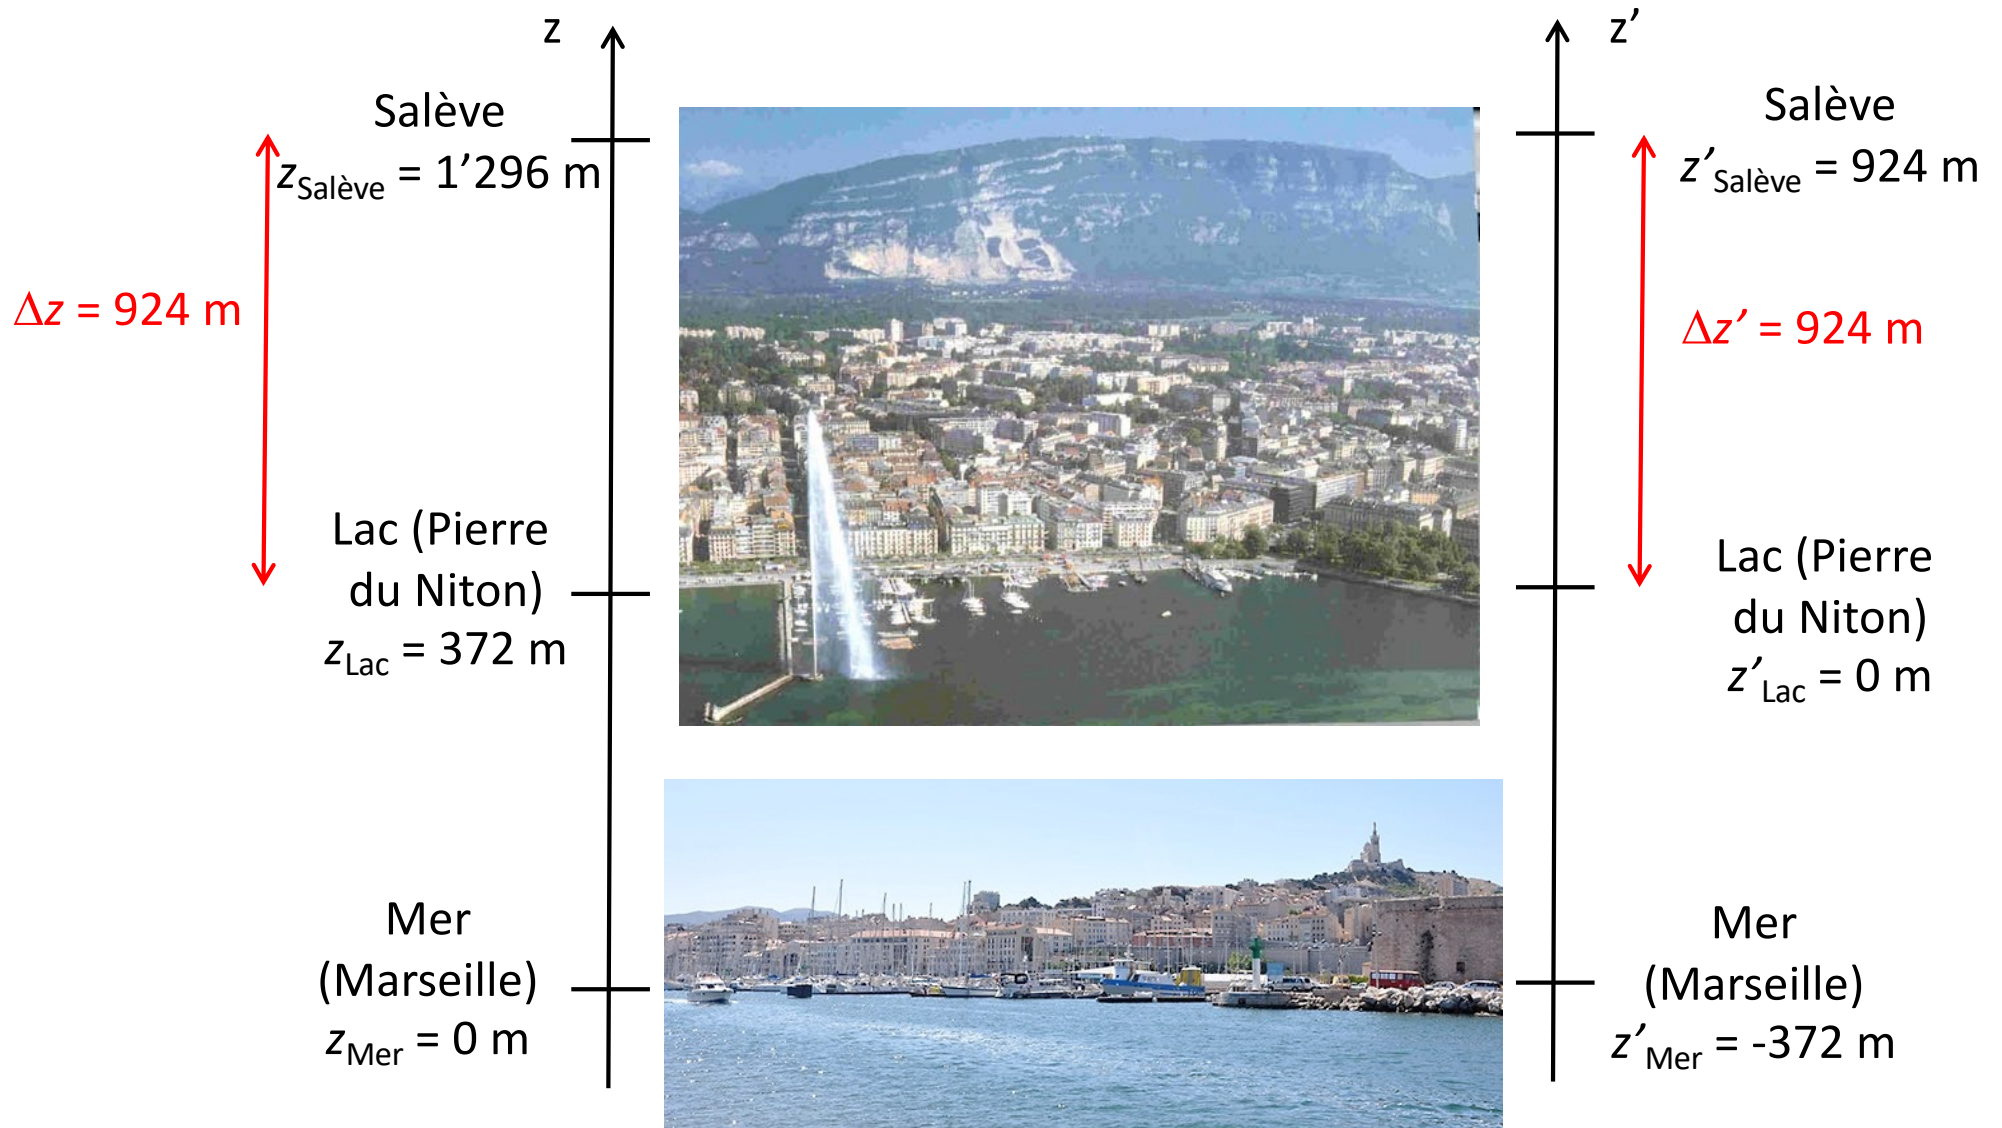 z
Salève
zSalève = 1’296 m
Δz = 924 m
Lac (Pierre
du Niton)
zLac = 372 m
Mer
(Marseille)
zMer = 0 m
z’
Salève
z’Salève = 924 m
Δz’ = 924 m
Lac (Pierre
du Niton)
z’Lac = 0 m
Mer
(Marseille)
z’Mer = -372 m